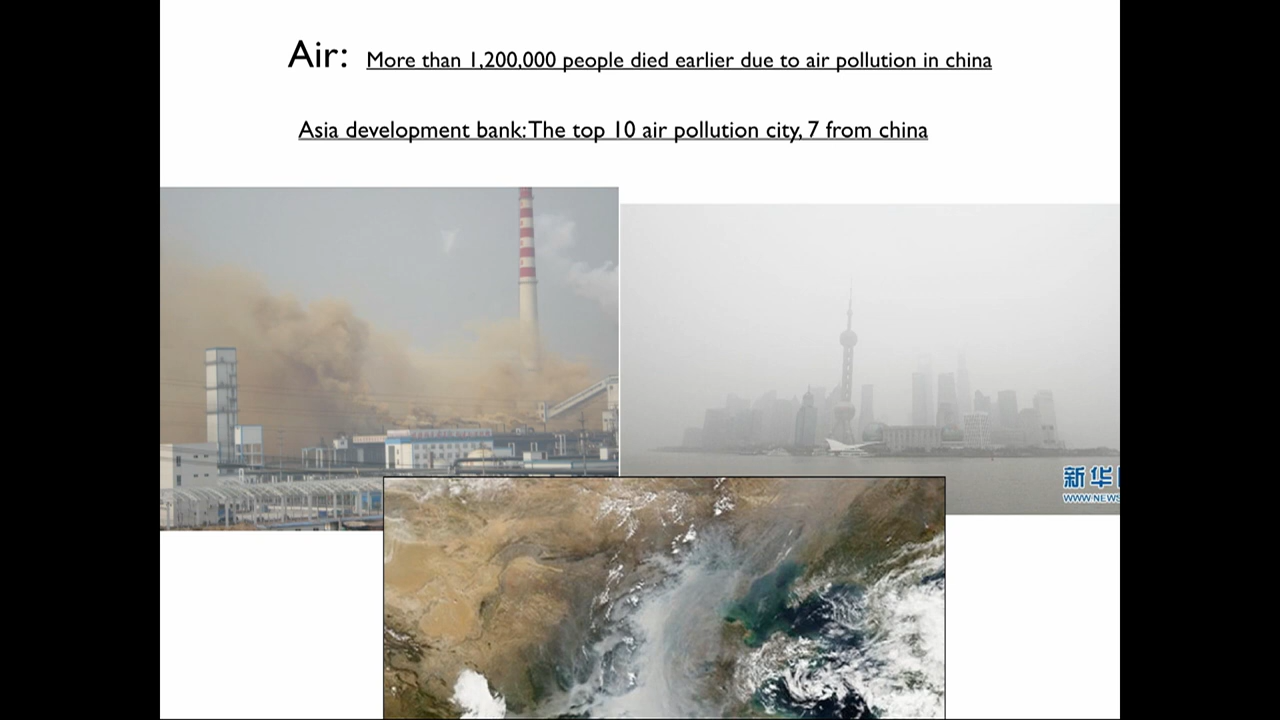 Air: More than 1,200,000 people died earlier due to air pollution in china
Asia development bank: The top 10 air pollution city, 7 from china
新华
WWW.NEWS